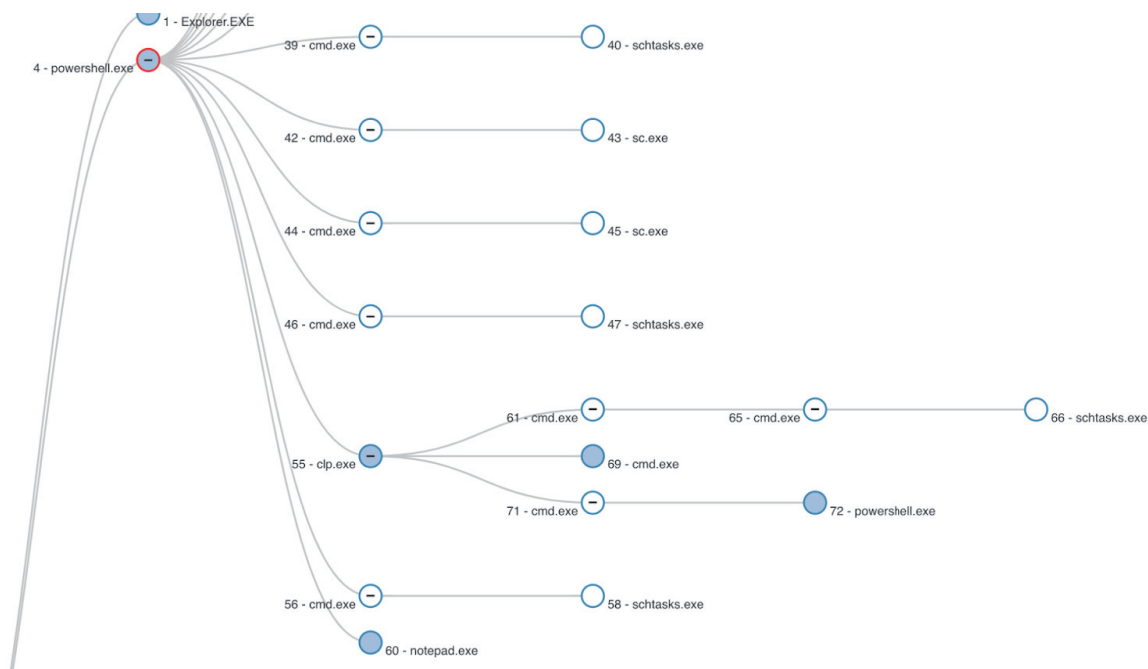 1 - Explorer.EXE
4 - powershell.exe
39 - cmd.exe
40 - schtasks.exe
42 - cmd.exe
43 - sc.exe
44 - cmd.exe
45 - sc.exe
46 - cmd.exe
47 - schtasks.exe
61 - cmd.exe
65 - cmd.exe
66 - schtasks.exe
55 - clp.exe
69 - cmd.exe
71 - cmd.exe
72 - powershell.exe
56 - cmd.exe
58 - schtasks.exe
60 - notepad.exe